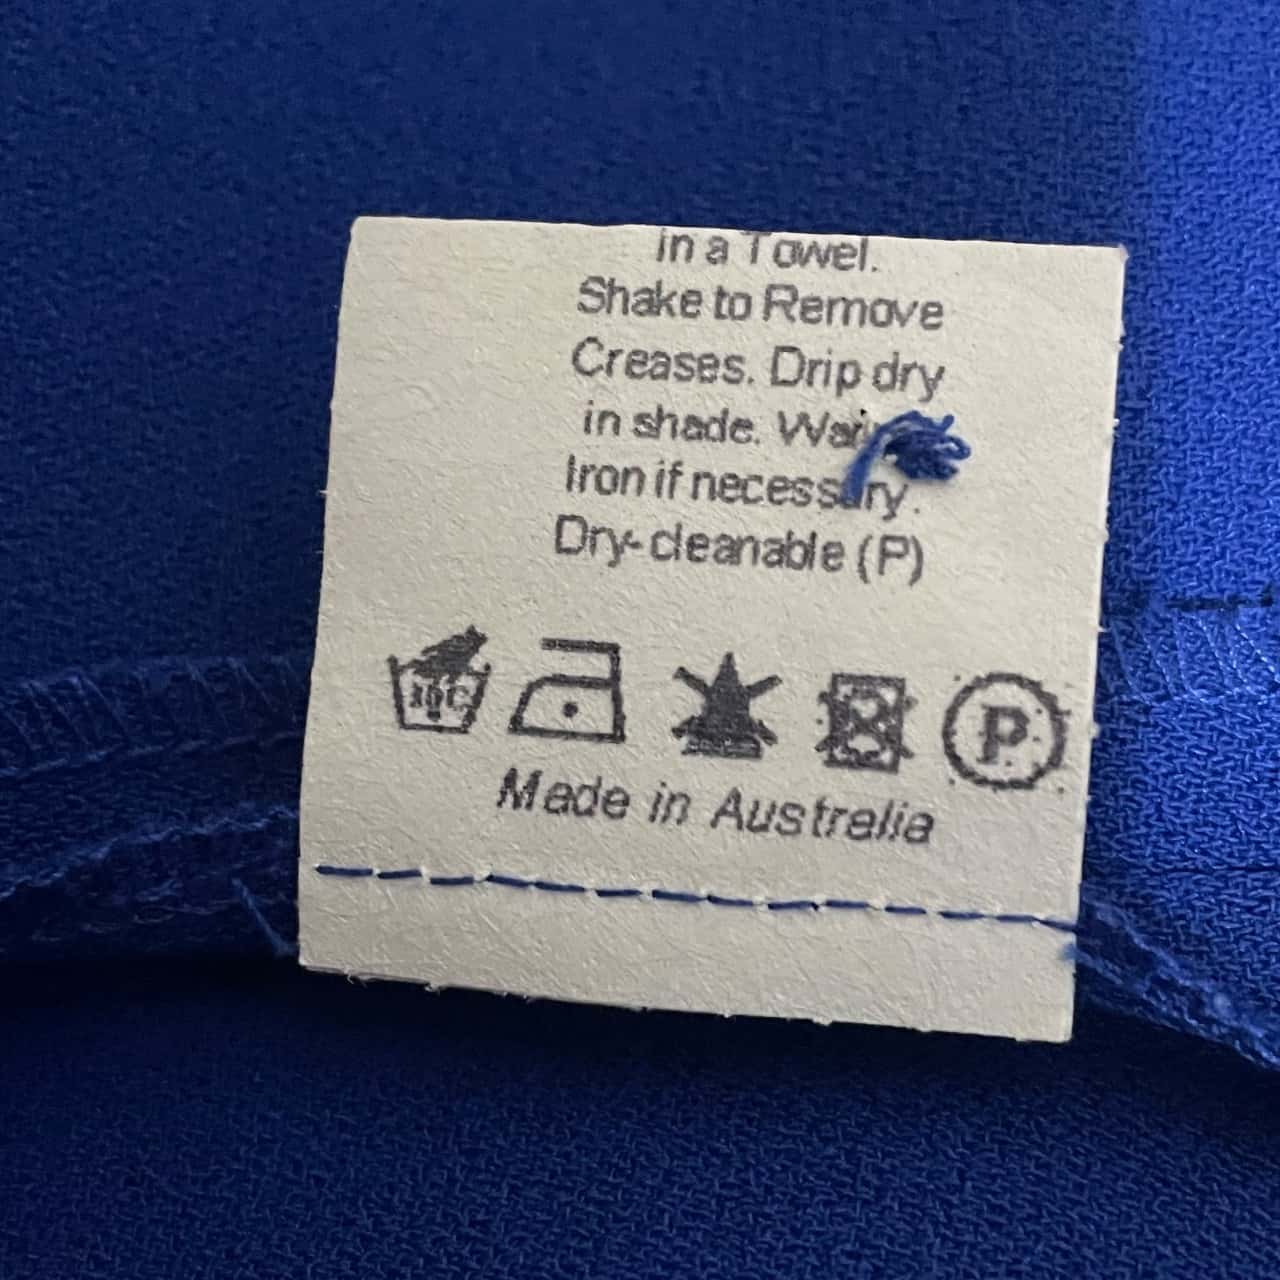 in a Towel.
Shake to Remove
Creases. Drip dry
in shade.
Iron if necessary.
Dry-cleanable (P)
P
Made in Australia